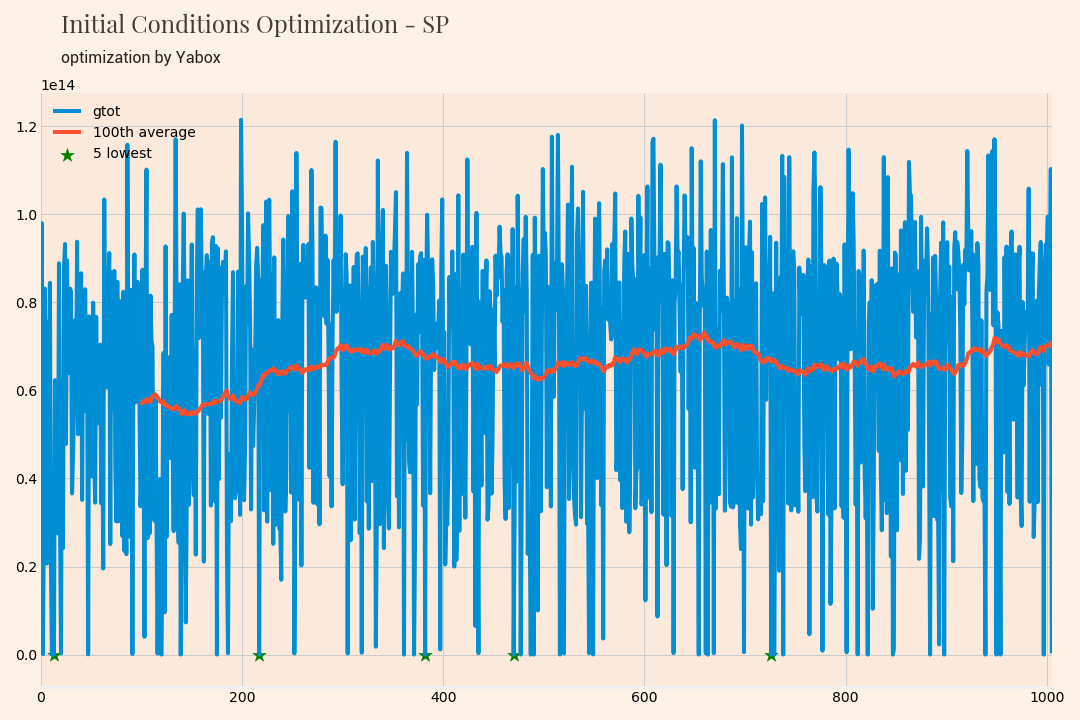 Initial Conditions Optimization - SP
optimization by Yabox
1e14
gtot
100th average
5 lowest
1.2
1.0
0.8
0.6
0.4
0.2
0.0
0 200 400 600 800 1000